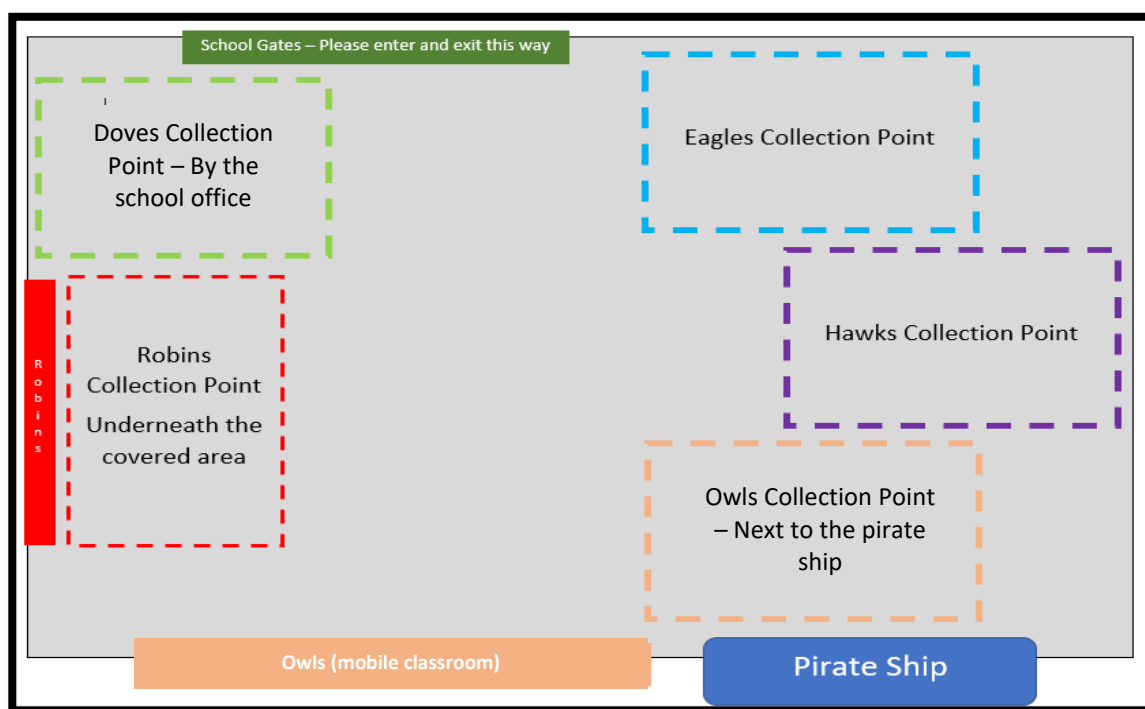 School Gates – Please enter and exit this way
Doves Collection
Point – By the
school office
Eagles Collection Point
Robins
Robins
Collection Point
Underneath the
covered area
Hawks Collection Point
Owls Collection Point
– Next to the pirate
ship
Owls (mobile classroom)
Pirate Ship